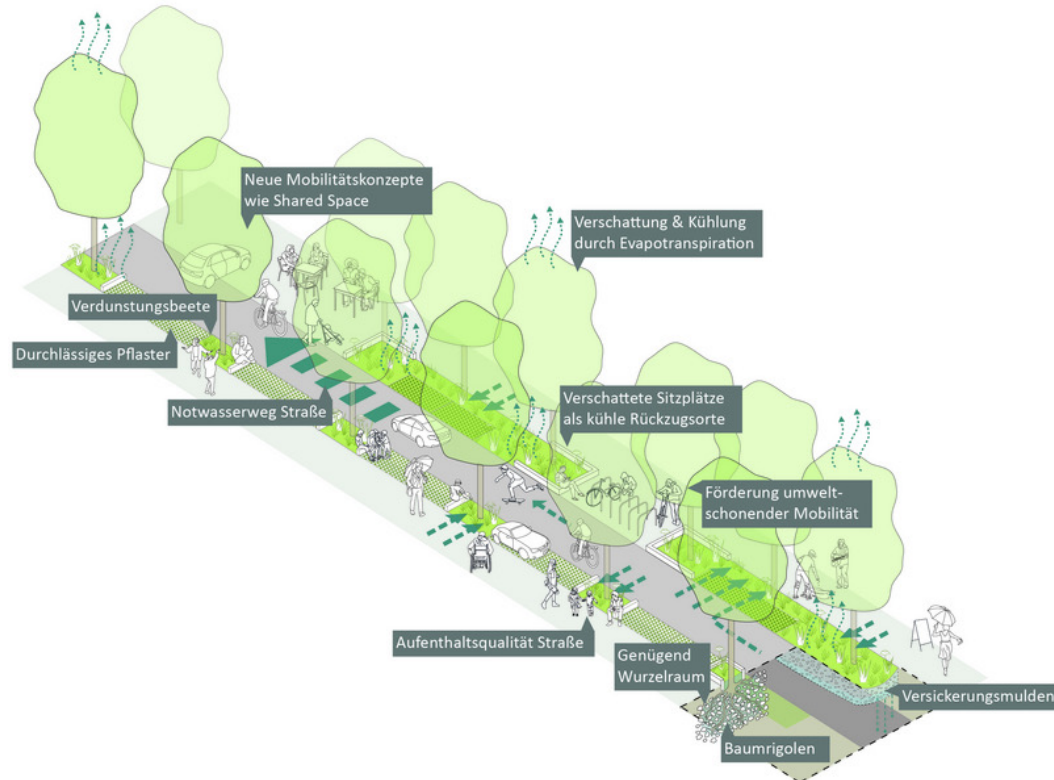 Neue Mobilitätskonzepte
wie Shared Space
Verschattung & Kühlung
durch Evapotranspiration
Verdunstungsbeete
Durchlässiges Pflaster
Notwasserweg Straße
Verschattete Sitzplätze
als kühle Rückzugsorte
Förderung umwelt-
schonender Mobilität
Aufenthaltsqualität Straße
Genügend
Wurzelraum
Versickerungsmulden
Baumrigolen